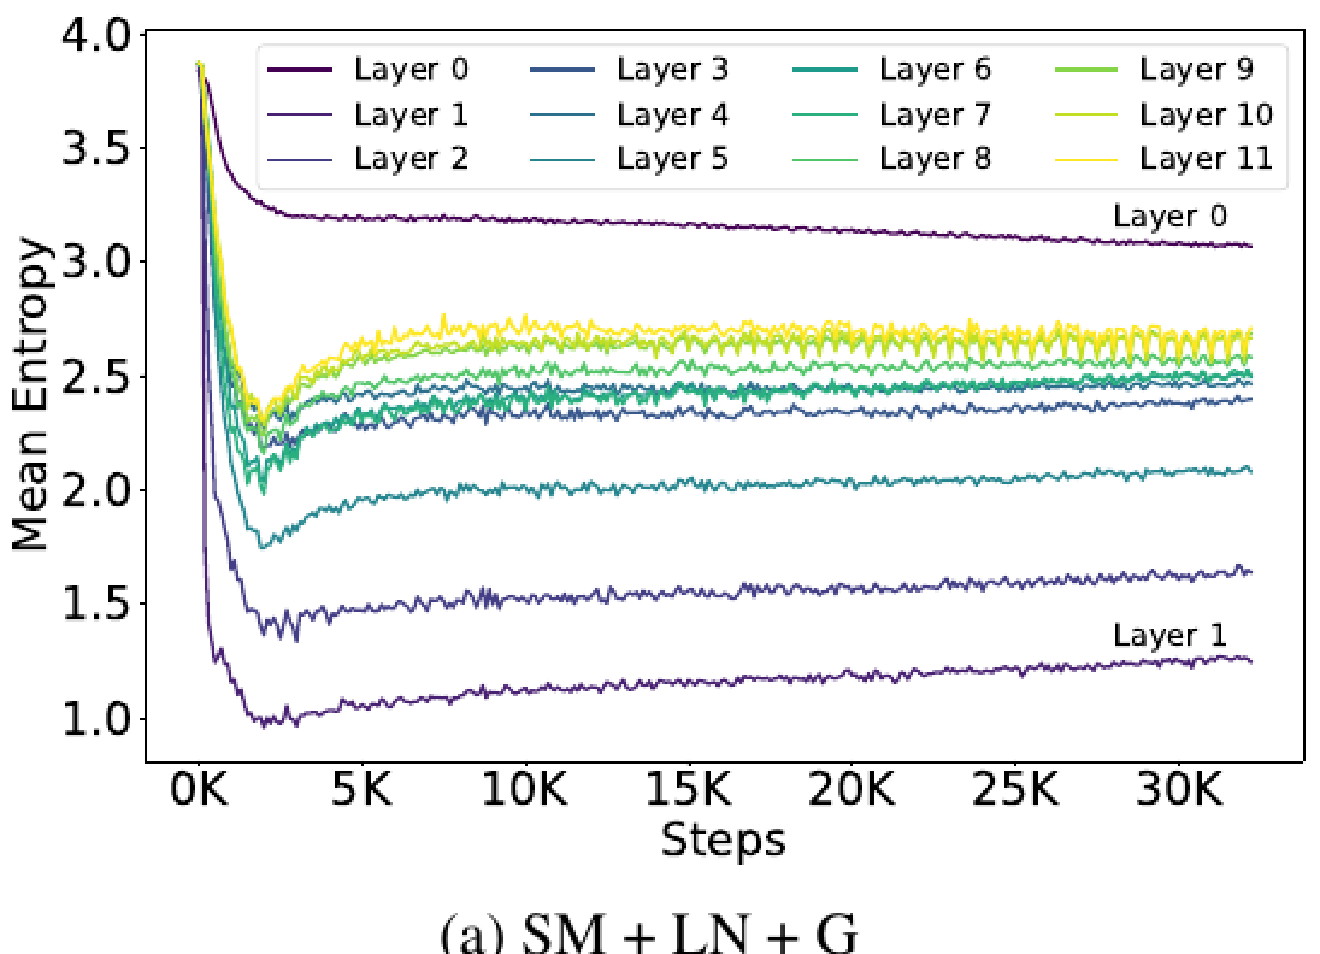 4.0
3.5
3.0
2.5
2.0
1.5
1.0
Mean Entropy
Layer 0 Layer 3 Layer 6 Layer 9
Layer 1 Layer 4 Layer 7 Layer 10
Layer 2 Layer 5 Layer 8 Layer 11
Layer 0
Layer 1
0K 5K 10K 15K 20K 25K 30K
Steps
(a) SM + LN + G